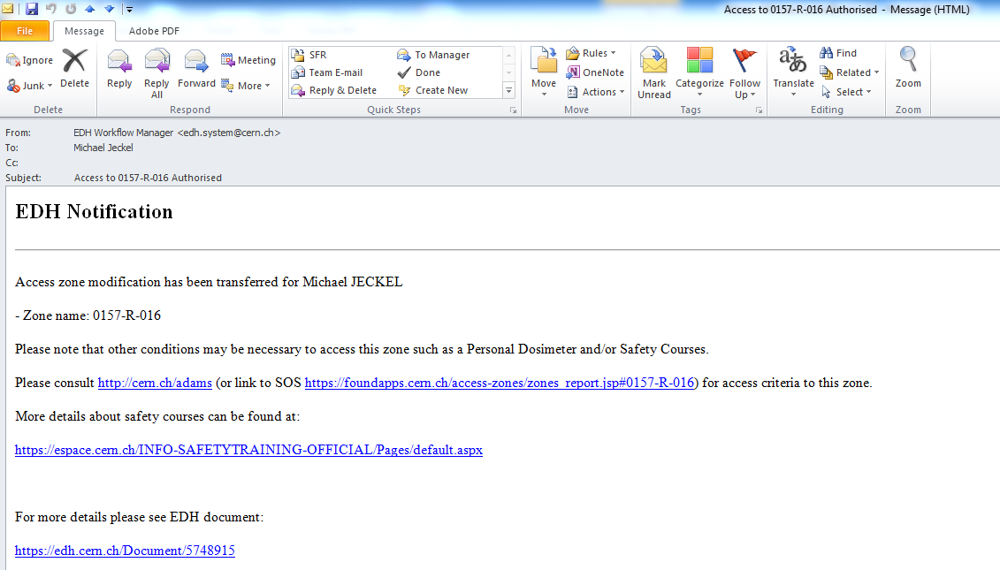 Access to 0157-R-016 Authorised - Message (HTML)
File Message Adobe PDF
Ignore
Junk
Delete
Delete
Reply
Reply All
Forward
Meeting
More
Respond
SFR
Team E-mail
Reply & Delete
To Manager
Done
Create New
Quick Steps
Move
Rules
OneNote
Actions
Move
Mark Unread
Categorize
Follow Up
Tags
Translate
Find
Related
Select
Editing
Zoom
Zoom
From: EDH Workflow Manager <edh.system@cern.ch>
To: Michael Jeckel
Cc:
Subject: Access to 0157-R-016 Authorised
EDH Notification
Access zone modification has been transferred for Michael JECKEL
- Zone name: 0157-R-016
Please note that other conditions may be necessary to access this zone such as a Personal Dosimeter and/or Safety Courses.
Please consult http://cern.ch/adams (or link to SOS https://foundapps.cern.ch/access-zones/zones_report.jsp#0157-R-016) for access criteria to this zone.
More details about safety courses can be found at:
https://espace.cern.ch/INFO-SAFETYTRAINING-OFFICIAL/Pages/default.aspx
For more details please see EDH document:
https://edh.cern.ch/Document/5748915